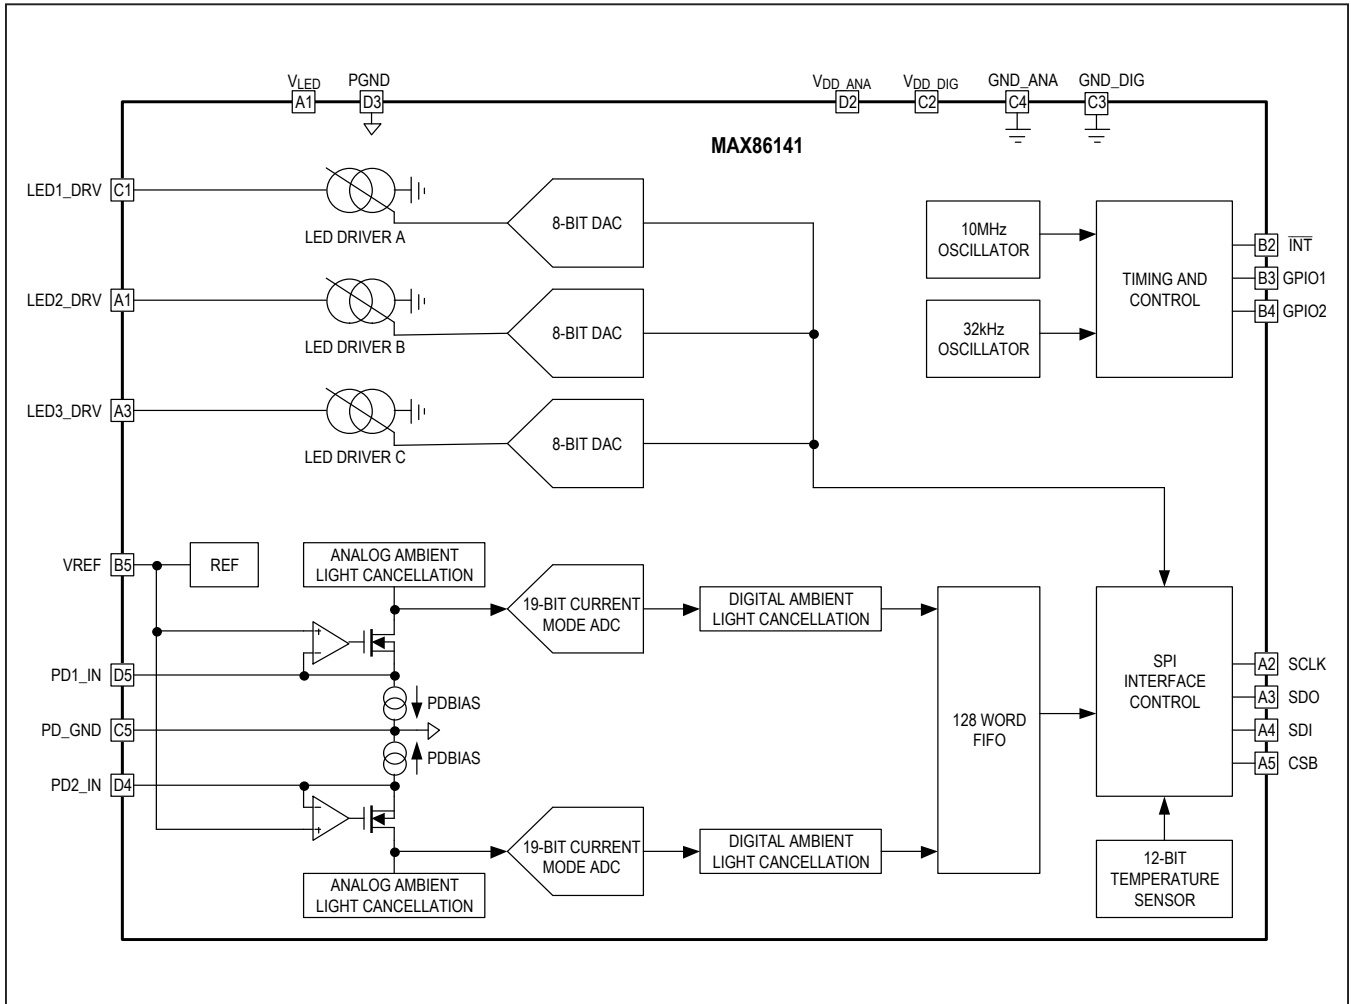 VLED PGND VDD_ANA VDD_DIG GND_ANA GND_DIG
A1 D3 D2 C2 C4 C3
MAX86141
LED1_DRV C1
LED DRIVER A
8-BIT DAC
LED2_DRV A1
LED DRIVER B
8-BIT DAC
LED3_DRV A3
LED DRIVER C
8-BIT DAC
10MHz
OSCILLATOR
32kHz
OSCILLATOR
TIMING AND
CONTROL
B2 INT
B3 GPIO1
B4 GPIO2
VREF B5
REF
ANALOG AMBIENT
LIGHT CANCELLATION
+
-
19-BIT CURRENT
MODE ADC
DIGITAL AMBIENT
LIGHT CANCELLATION
PD1_IN D5
PDBIAS
PD_GND C5
PDBIAS
PD2_IN D4
-
+
19-BIT CURRENT
MODE ADC
DIGITAL AMBIENT
LIGHT CANCELLATION
ANALOG AMBIENT
LIGHT CANCELLATION
128 WORD
FIFO
SPI
INTERFACE
CONTROL
A2 SCLK
A3 SDO
A4 SDI
A5 CSB
12-BIT
TEMPERATURE
SENSOR